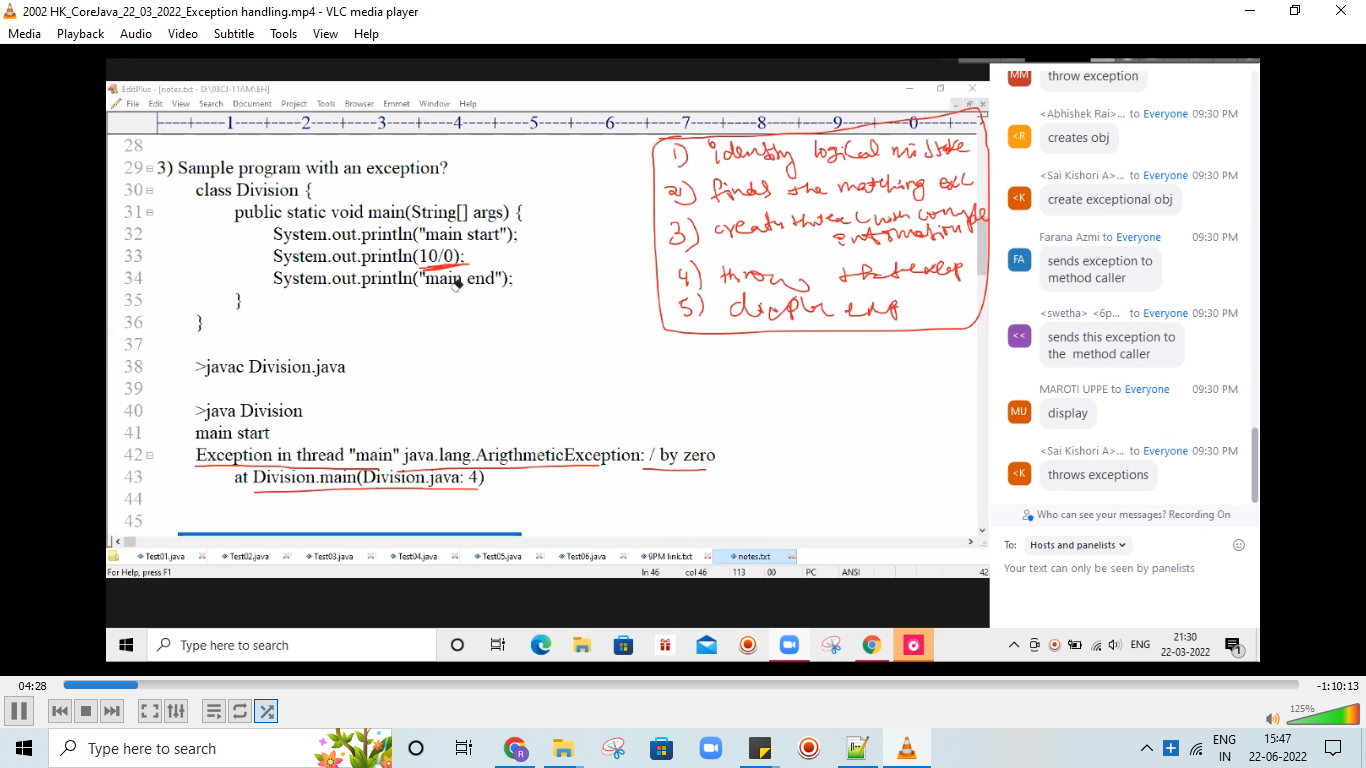 2002 HK_CoreJava_22_03_2022_Exception handling.mp4 - VLC media player
Media Playback Audio Video Subtitle Tools View Help
EditPlus - [notes.txt - D:\03CJ-11AM\EH]
File Edit View Search Document Project Tools Browser Emmet Window Help
----+----1----+----2----+----3----+----4----+----5----+----6----+----7----+----8----+----9----+----0----+----
28
29 3) Sample program with an exception?
30 class Division {
31 public static void main(String[] args) {
32 System.out.println("main start");
33 System.out.println(10/0);
34 System.out.println("main end");
35 }
36 }
37
38 >javac Division.java
39
40 >java Division
41 main start
42 Exception in thread "main" java.lang.ArigthmeticException: / by zero
43 at Division.main(Division.java: 4)
44
45
1) identify logical mistake
2) finds the matching
3) create with
4) throw
5)
Test01.java Test02.java Test03.java Test04.java Test05.java Test06.java 9PM link.txt notes.txt
For Help, press F1 ln 46 col 46 113 00 PC ANSI 42
MM throw exception
<Abhishek Rai>... to Everyone 09:30 PM
<R creates obj
<Sai Kishori A>... to Everyone 09:30 PM
<K create exceptional obj
Farana Azmi to Everyone 09:30 PM
FA sends exception to
method caller
<swetha> <6p... to Everyone 09:30 PM
<< sends this exception to
the method caller
MAROTI UPPE to Everyone 09:30 PM
MU display
<Sai Kishori A>... to Everyone 09:30 PM
<K throws exceptions
Who can see your messages? Recording On
To: Hosts and panelists
Your text can only be seen by panelists
Type here to search
ENG
21:30
22-03-2022
1
04:28
-1:10:13
125%
Type here to search
R
ENG
IN
15:47
22-06-2022